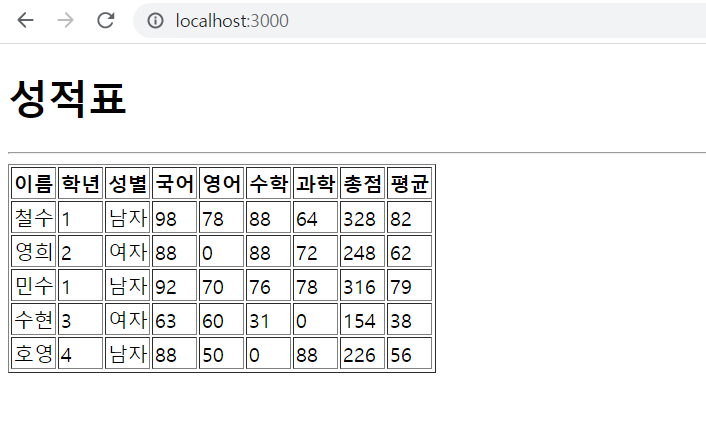 localhost:3000
성적표
이름 학년 성별 국어 영어 수학 과학 총점 평균
철수 1 남자 98 78 88 64 328 82
영희 2 여자 88 0 88 72 248 62
민수 1 남자 92 70 76 78 316 79
수현 3 여자 63 60 31 0 154 38
호영 4 남자 88 50 0 88 226 56